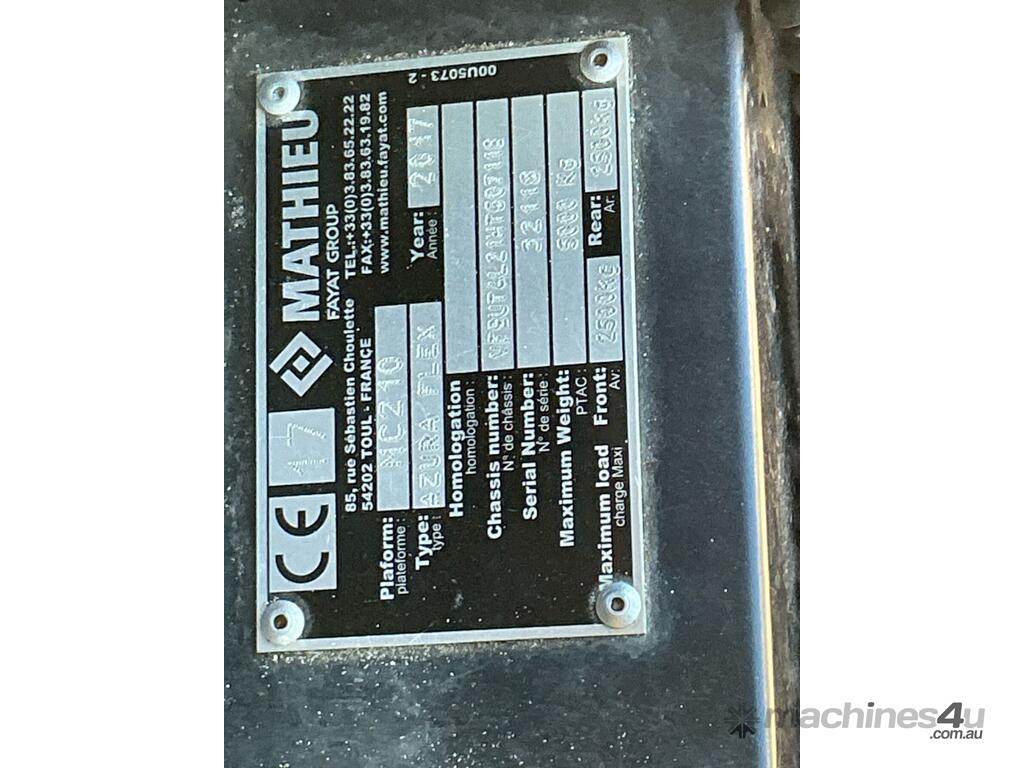 CE 17
MATHIEU
FAYAT GROUP
85, rue Sébastien Choulette TEL.:+33(0)3.83.65.22.22
54202 TOUL - FRANCE FAX:+33(0)3.83.63.19.82
www.mathieu.fayat.com
00U5073 - 2
Plaform: MC210
plateforme :
Type: AZURA FLEX Year: 2017
type : Année :
Homologation
homologation :
Chassis number:
N° de châssis :
Serial Number:
N° de série :
Maximum Weight: 5000 KG
PTAC :
Maximum load Front: 2500KG Rear:
charge Maxi Av: Ar:
machines4u
.com.au